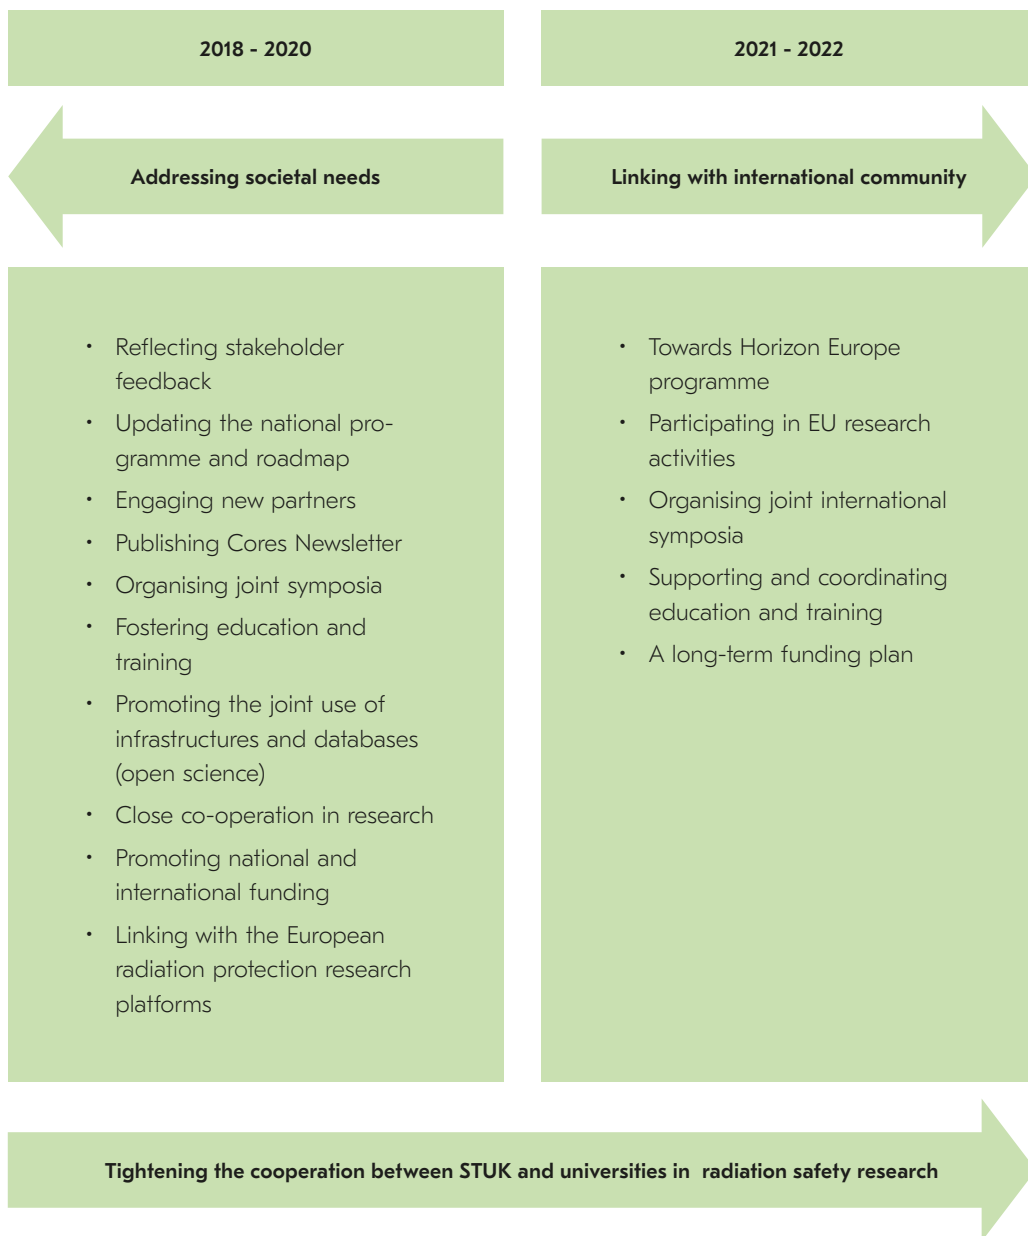 2018 - 2020
2021 - 2022
Addressing societal needs
Linking with international community
• Reflecting stakeholder
feedback
• Updating the national pro-
gramme and roadmap
• Engaging new partners
• Publishing Cores Newsletter
• Organising joint symposia
• Fostering education and
training
• Promoting the joint use of
infrastructures and databases
(open science)
• Close co-operation in research
• Promoting national and
international funding
• Linking with the European
radiation protection research
platforms
• Towards Horizon Europe
programme
• Participating in EU research
activities
• Organising joint international
symposia
• Supporting and coordinating
education and training
• A long-term funding plan
Tightening the cooperation between STUK and universities in radiation safety research